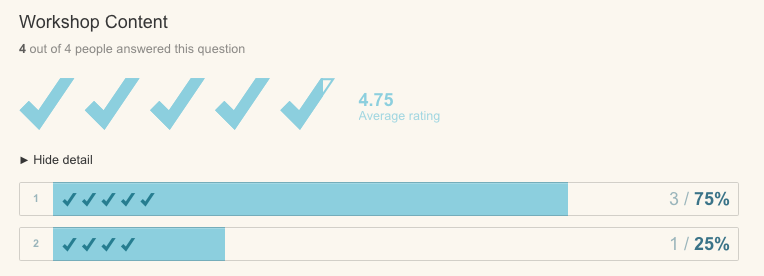 Workshop Content
4 out of 4 people answered this question
4.75
Average rating
► Hide detail
1 3 / 75%
2 1 / 25%